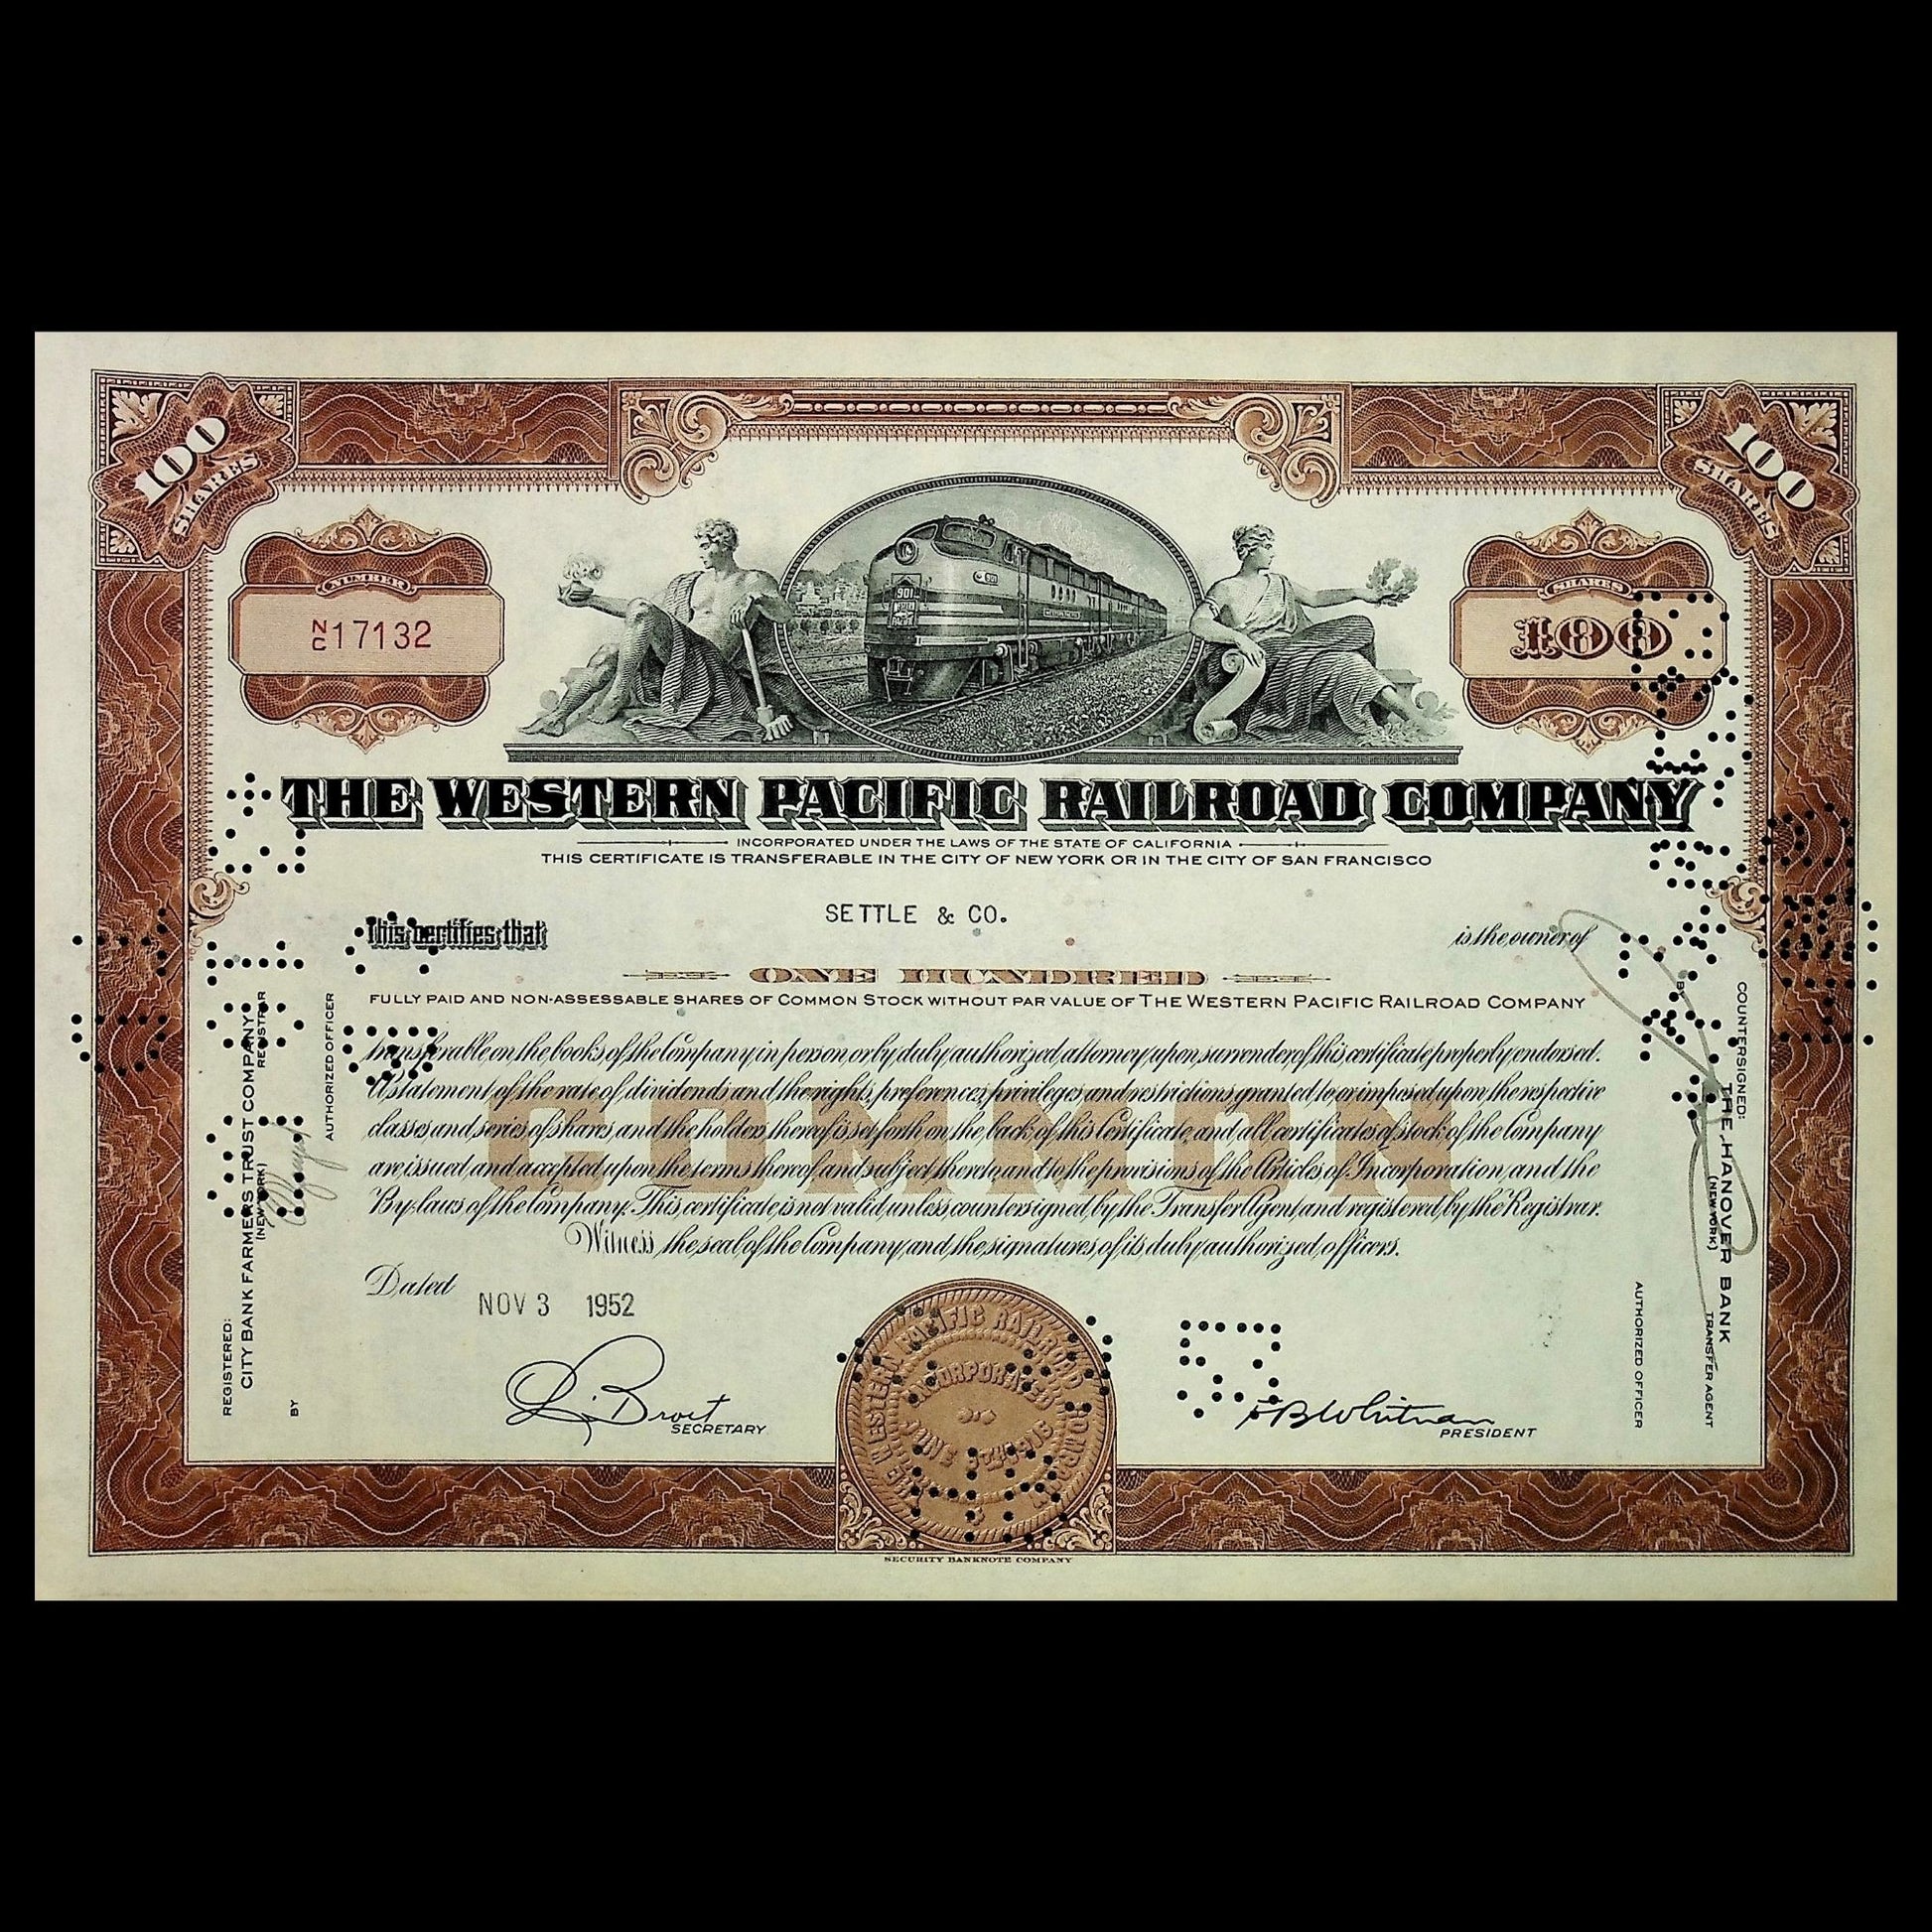 100
SHARES
100
SHARES
NUMBER
NC17132
901
SHARES
100
THE WESTERN PACIFIC RAILROAD COMPANY
INCORPORATED UNDER THE LAWS OF THE STATE OF CALIFORNIA
THIS CERTIFICATE IS TRANSFERABLE IN THE CITY OF NEW YORK OR IN THE CITY OF SAN FRANCISCO
SETTLE & CO.
This certifies that is the owner of
ONE HUNDRED
FULLY PAID AND NON-ASSESSABLE SHARES OF COMMON STOCK WITHOUT PAR VALUE OF THE WESTERN PACIFIC RAILROAD COMPANY
transferable on the books of the Company in person or by duly authorized attorney upon surrender of this certificate properly endorsed.
A statement of the rate of dividends and the rights, preferences, privileges and restrictions granted to or imposed upon the respective
classes and series of shares, and the holders thereof is set forth on the back of this Certificate, and all certificates of stock of the Company
are issued and accepted upon the terms thereof, and subject thereto, and to the provisions of the Articles of Incorporation, and the
By-laws of the Company. This certificate is not valid unless countersigned by the Transfer Agent and registered by the Registrar.
Witness, the seal of the Company, and the signatures of its duly authorized officers.
COMMON
Dated NOV 3 1952
SECRETARY
F B Whitman
PRESIDENT
WESTERN PACIFIC RAILROAD
INCORPORATED
JUNE 1916
SECURITY BANKNOTE COMPANY
REGISTERED:
CITY BANK FARMERS TRUST COMPANY
(NEW YORK)
REGISTRAR
BY
AUTHORIZED OFFICER
COUNTERSIGNED:
THE HANOVER BANK
(NEW YORK)
TRANSFER AGENT
BY
AUTHORIZED OFFICER